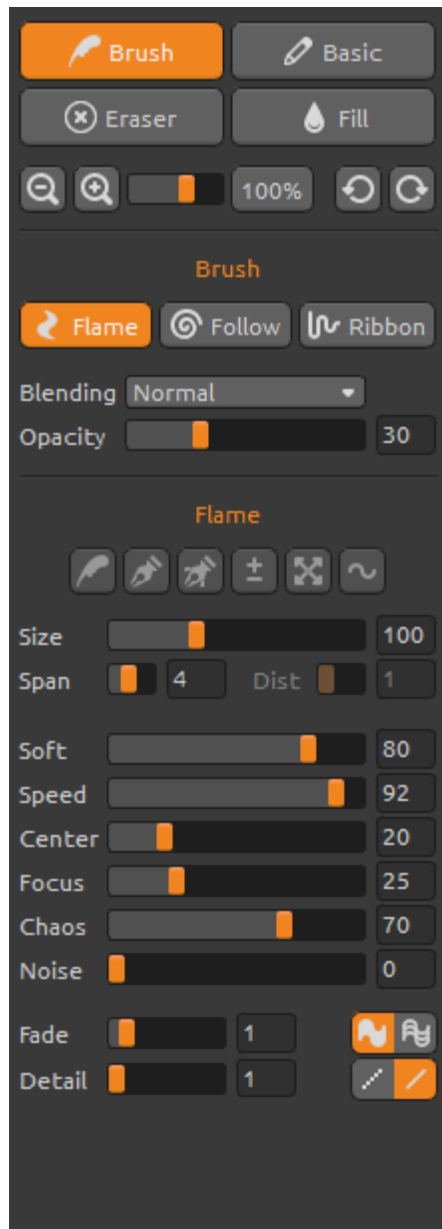 Brush Basic
Eraser Fill
100%
Brush
Flame Follow Ribbon
Blending Normal
Opacity 30
Flame
Size 100
Span 4 Dist 1
Soft 80
Speed 92
Center 20
Focus 25
Chaos 70
Noise 0
Fade 1
Detail 1